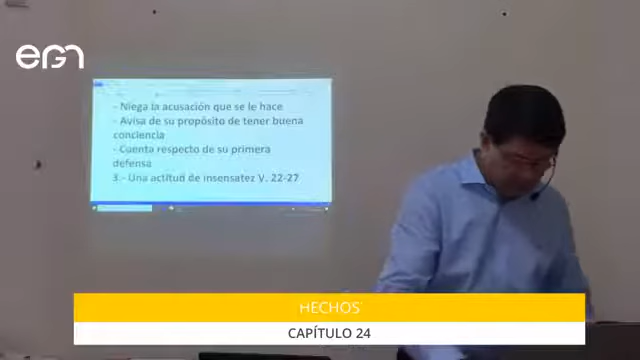 ern
- Niega la acusación que se le hace
- Avisa de su propósito de tener buena
conciencia
- Cuenta respecto de su primera
defensa
3.- Una actitud de insensatez V. 22-27
HECHOS
CAPÍTULO 24